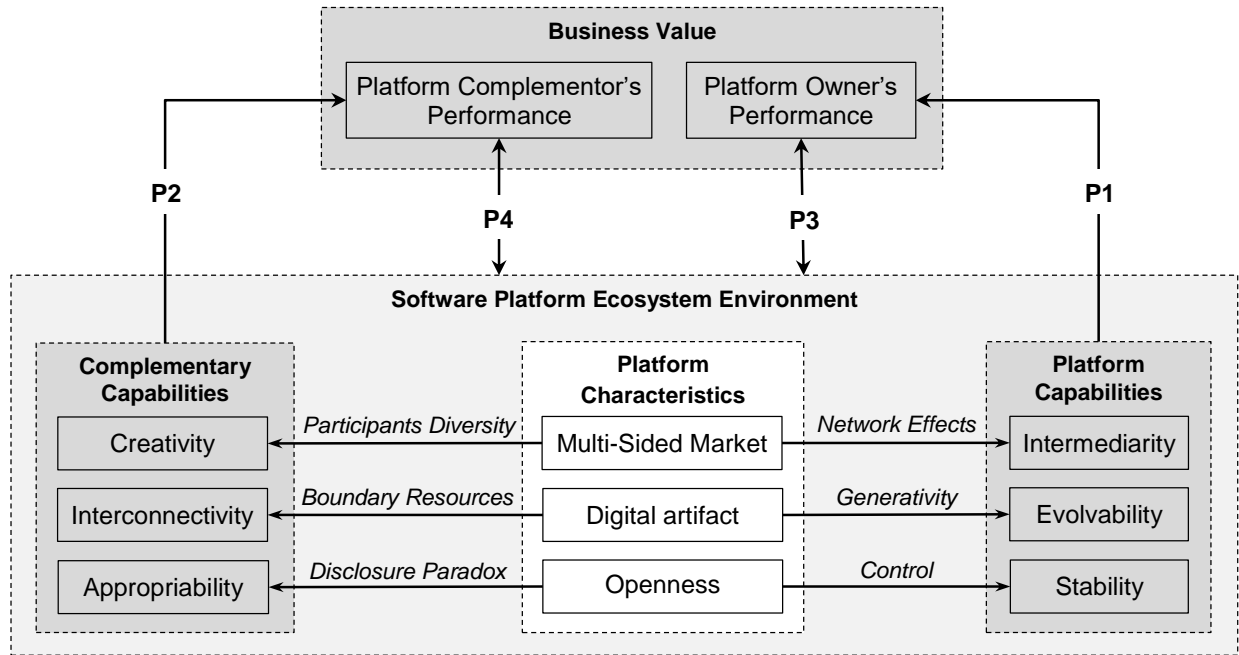 Business Value
Platform Complementor's
Performance
Platform Owner's
Performance
P2
P4
P3
P1
Software Platform Ecosystem Environment
Complementary
Capabilities
Platform
Characteristics
Platform
Capabilities
Creativity
Participants Diversity
Multi-Sided Market
Network Effects
Intermediarity
Interconnectivity
Boundary Resources
Digital artifact
Generativity
Evolvability
Appropriability
Disclosure Paradox
Openness
Control
Stability